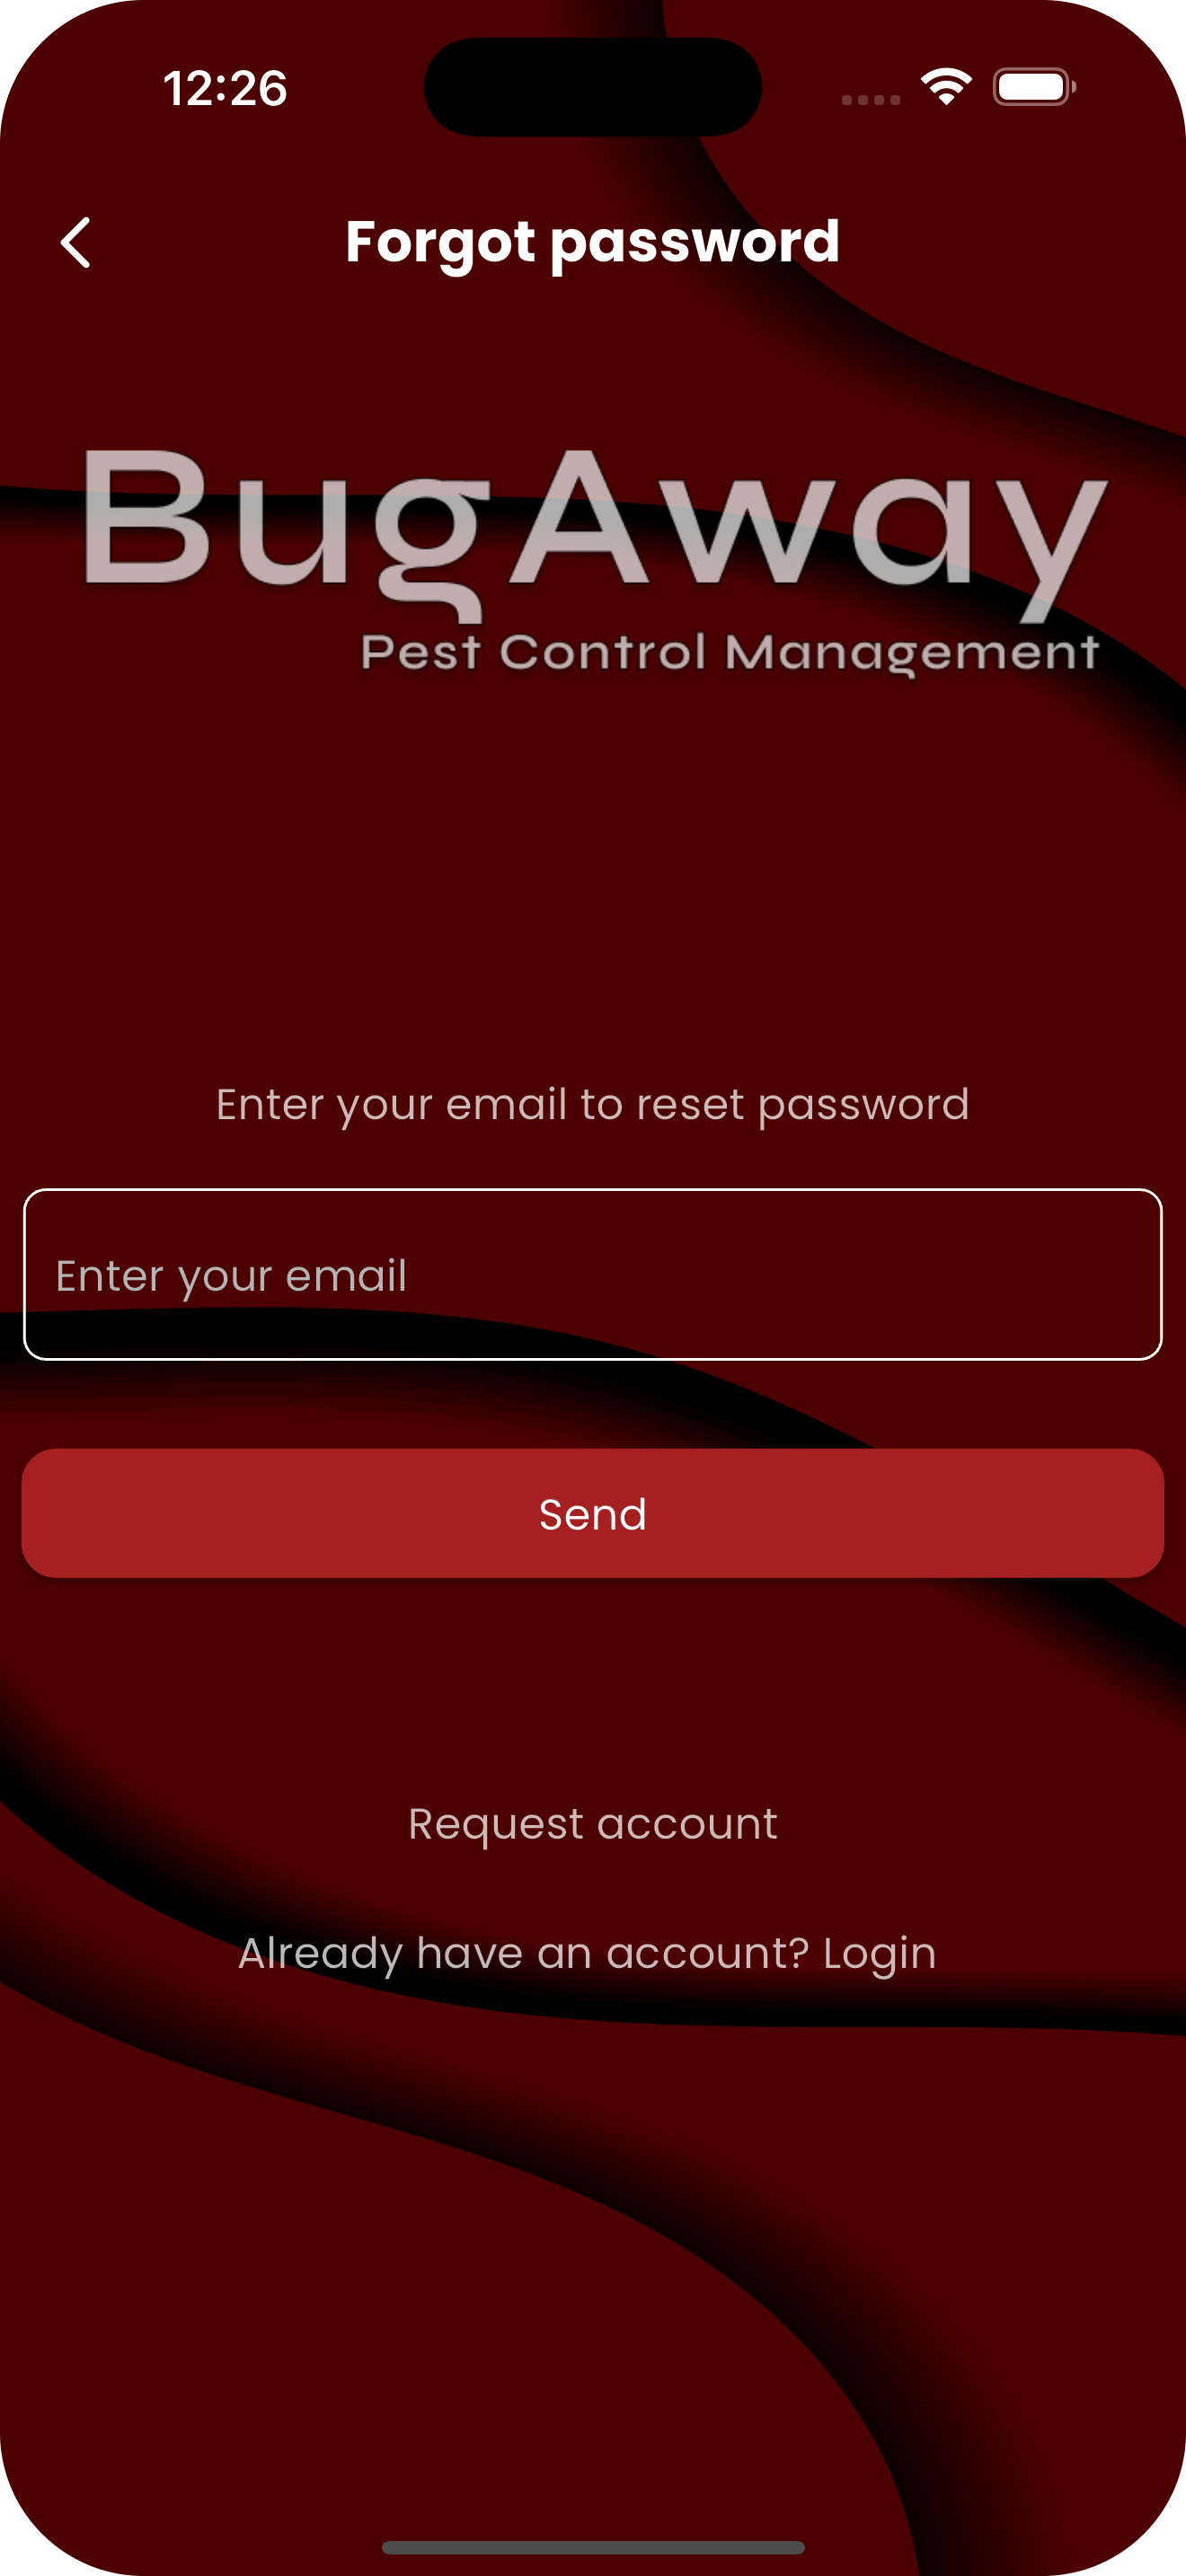 12:26
Forgot password
BugAway
Pest Control Management
Enter your email to reset password
Enter your email
Send
Request account
Already have an account? Login